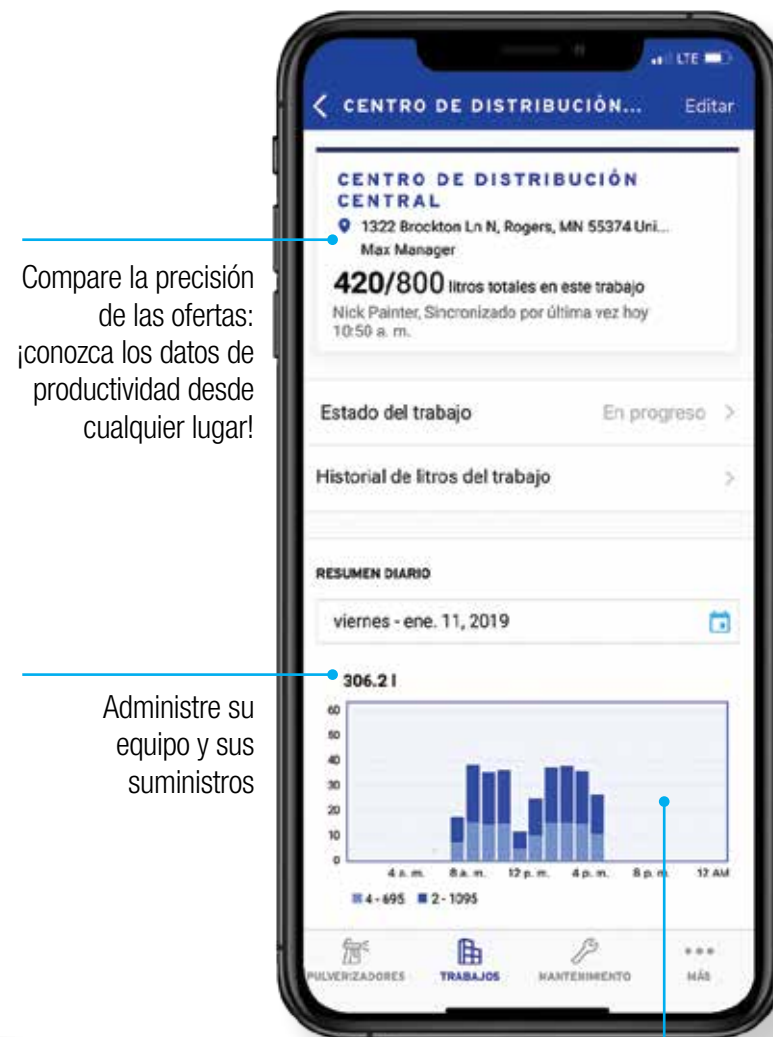 LTE
CENTRO DE DISTRIBUCIÓN... Editar
CENTRO DE DISTRIBUCIÓN
CENTRAL
1322 Brockton Ln N, Rogers, MN 55374 Uni...
Max Manager
420/800 litros totales en este trabajo
Nick Painter, Sincronizado por última vez hoy
10:50 a. m.
Compare la precisión
de las ofertas:
¡conozca los datos de
productividad desde
cualquier lugar!
Estado del trabajo En progreso >
Historial de litros del trabajo >
RESUMEN DIARIO
viernes - ene. 11, 2019
306.2 l
Administre su
equipo y sus
suministros
60
50
40
30
20
10
0
4 a. m. 8 a. m. 12 p. m. 4 p. m. 8 p. m. 12 AM
4 - 695 2 - 1095
PULVERIZADORES TRABAJOS MANTENIMIENTO MÁS